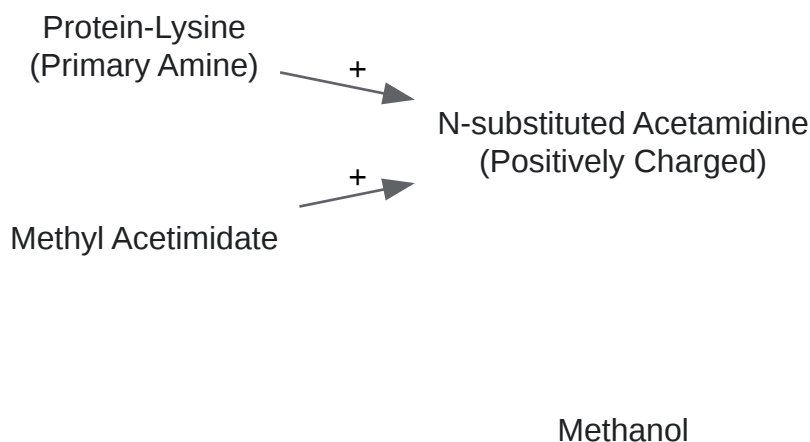 Protein-Lysine
(Primary Amine)
+
N-substituted Acetamidine
(Positively Charged)
+
Methyl Acetimidate
Methanol